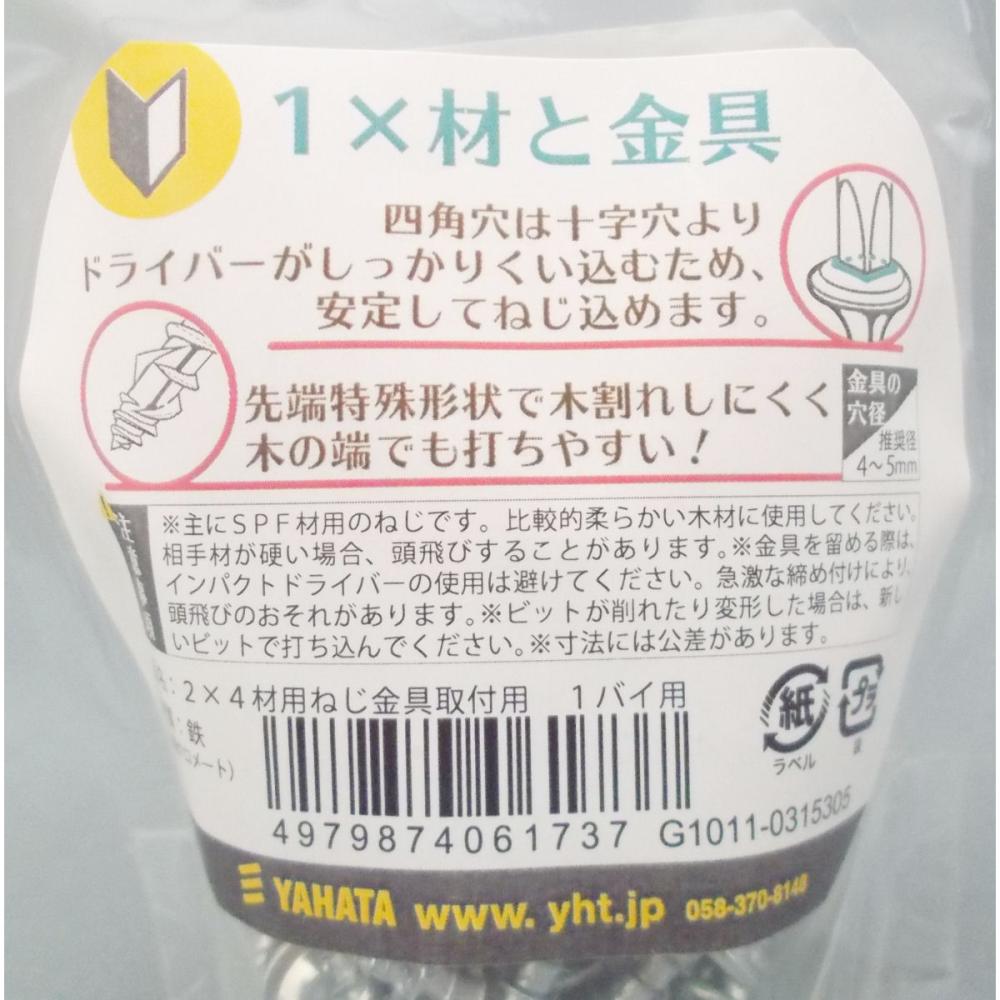 1×材と金具
四角穴は十字穴より
ドライバーがしっかりくい込むため、
安定してねじ込めます。
先端特殊形状で木割れしにくく
木の端でも打ちやすい!
金具の
穴径
推奨径
4～5mm
※主にSPF材用のねじです。比較的柔らかい木材に使用してください。
相手材が硬い場合、頭飛びすることがあります。※金具を留める際は、
インパクトドライバーの使用は避けてください。急激な締め付けにより、
頭飛びのおそれがあります。※ビットが削れたり変形した場合は、新し
いビットで打ち込んでください。※寸法には公差があります。
：2×4材用ねじ金具取付用 1バイ用
：鉄
メート)
紙
ラベル
プラ
袋
4979874061737 G1011-0315305
YAHATA www.yht.jp 058-370-8148